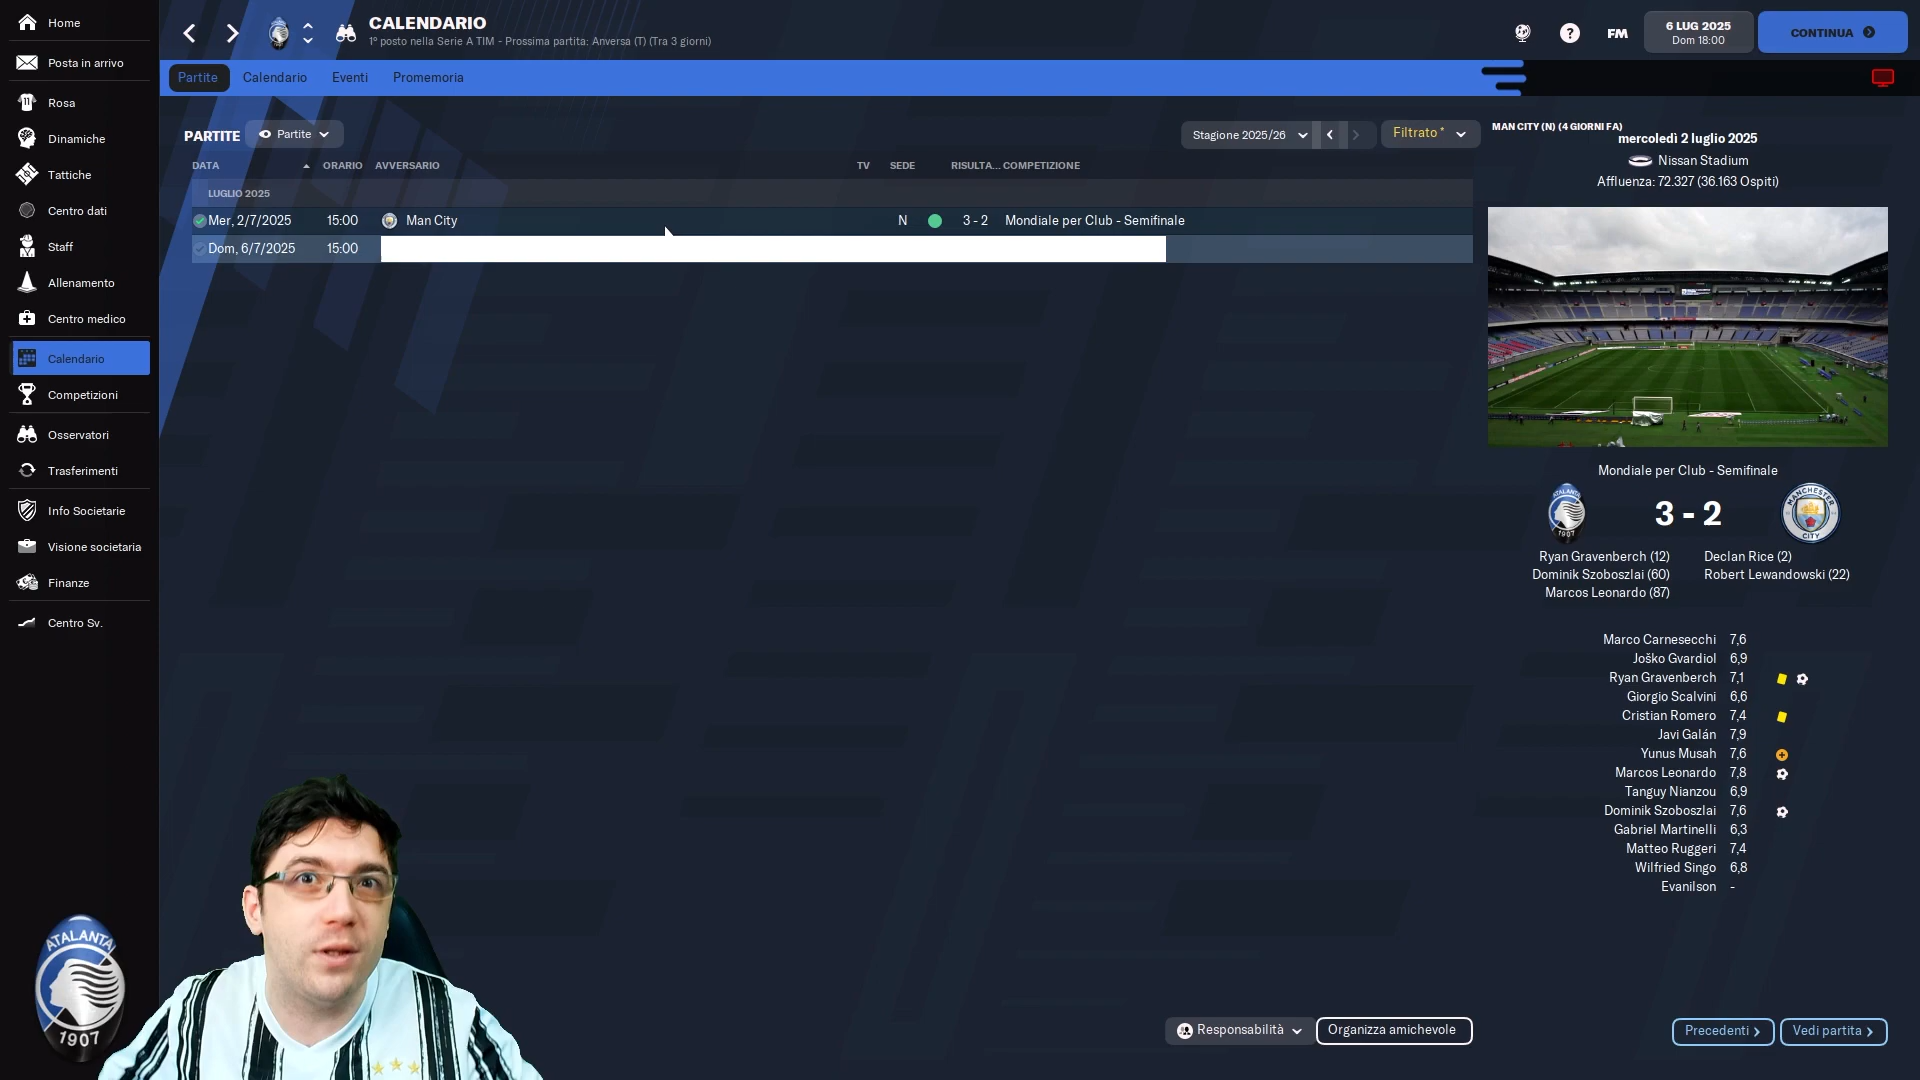 Home
Posta in arrivo
Rosa
Dinamiche
Tattiche
Centro dati
Staff
Allenamento
Centro medico
Calendario
Competizioni
Osservatori
Trasferimenti
Info Societarie
Visione societaria
Finanze
Centro Sv.
ATALANTA
1907
CALENDARIO
1° posto nella Serie A TIM - Prossima partita: Anversa (T) (Tra 3 giorni)
?
FM
6 LUG 2025
Dom 18:00
CONTINUA
Partite
Calendario
Eventi
Promemoria
PARTITE
Partite
Stagione 2025/26
Filtrato *
DATA ORARIO AVVERSARIO TV SEDE RISULTA... COMPETIZIONE
LUGLIO 2025
Mer, 2/7/2025 15:00 Man City N 3 - 2 Mondiale per Club - Semifinale
Dom, 6/7/2025 15:00
MAN CITY (N) (4 GIORNI FA)
mercoledì 2 luglio 2025
Nissan Stadium
Affluenza: 72.327 (36.163 Ospiti)
Mondiale per Club - Semifinale
ATALANTA
1907
3 - 2
MANCHESTER
CITY
Ryan Gravenberch (12) Declan Rice (2)
Dominik Szoboszlai (60) Robert Lewandowski (22)
Marcos Leonardo (87)
Marco Carnesecchi 7,6
Joško Gvardiol 6,9
Ryan Gravenberch 7,1
Giorgio Scalvini 6,6
Cristian Romero 7,4
Javi Galán 7,9
Yunus Musah 7,6
Marcos Leonardo 7,8
Tanguy Nianzou 6,9
Dominik Szoboszlai 7,6
Gabriel Martinelli 6,3
Matteo Ruggeri 7,4
Wilfried Singo 6,8
Evanilson -
Responsabilità
Organizza amichevole
Precedenti
Vedi partita